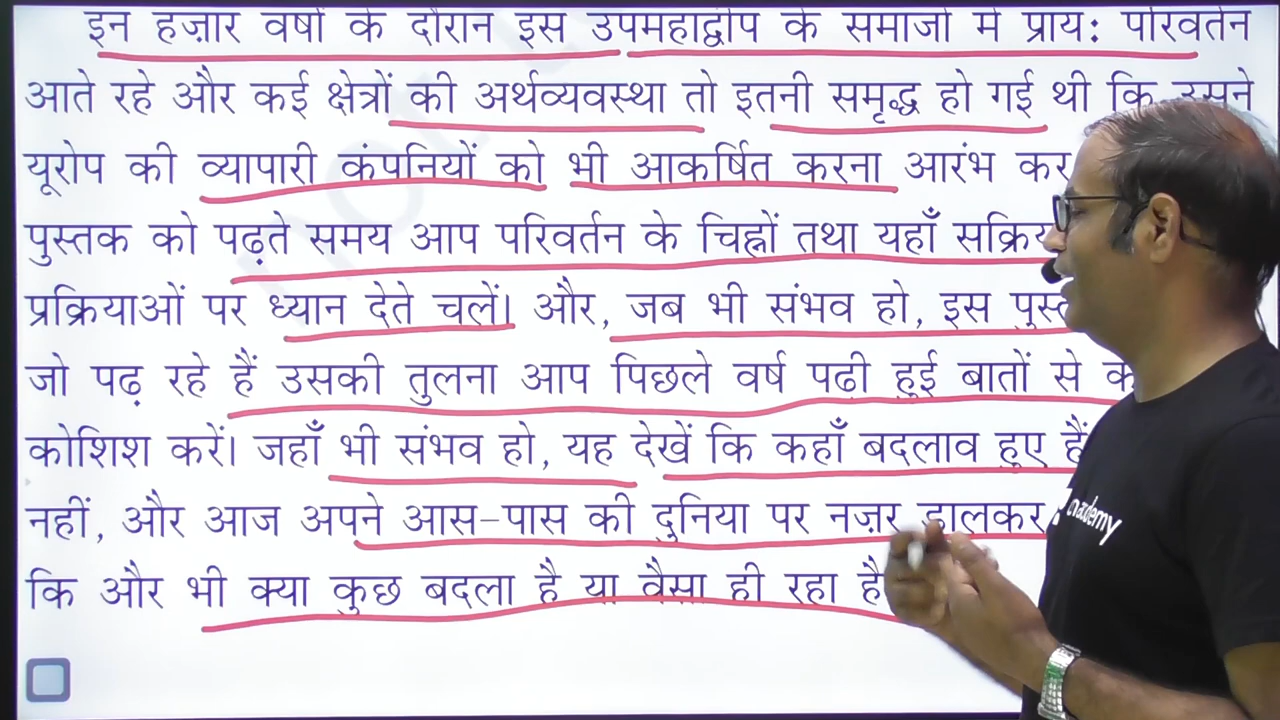 इन हज़ार वर्षों के दौरान इस उपमहाद्वीप के समाजों में प्रायः परिवर्तन
आते रहे और कई क्षेत्रों की अर्थव्यवस्था तो इतनी समृद्ध हो गई थी कि उसने
यूरोप की व्यापारी कंपनियों को भी आकर्षित करना आरंभ कर
पुस्तक को पढ़ते समय आप परिवर्तन के चिह्नों तथा यहाँ
प्रक्रियाओं पर ध्यान देते चलें। और, जब भी संभव हो, इस
जो पढ़ रहे हैं उसकी तुलना आप पिछले वर्ष पढ़ी हुई बातों से
कोशिश करें। जहाँ भी संभव हो, यह देखें कि कहाँ बदलाव हुए हैं
नहीं, और आज अपने आस-पास की दुनिया पर नज़र डालकर
कि और भी क्या कुछ बदला है या वैसा ही रहा है